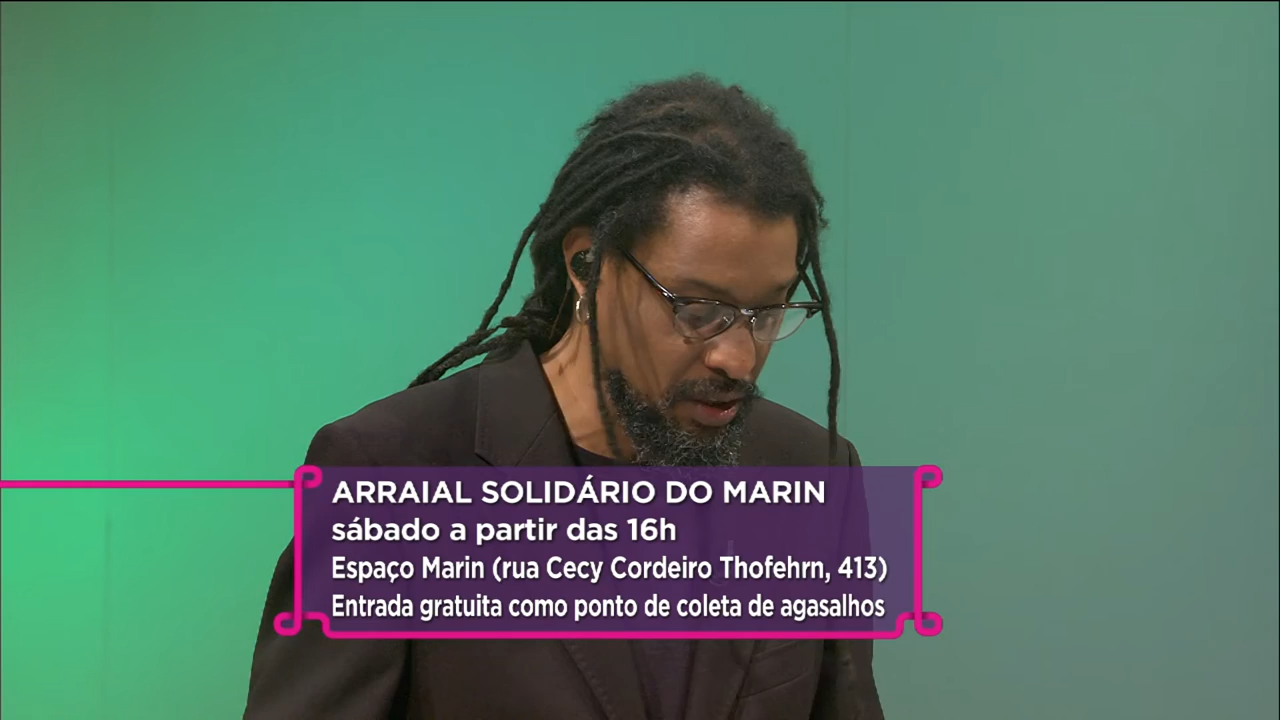 ARRAIAL SOLIDÁRIO DO MARIN
sábado a partir das 16h
Espaço Marin (rua Cecy Cordeiro Thofehrn, 413)
Entrada gratuita como ponto de coleta de agasalhos